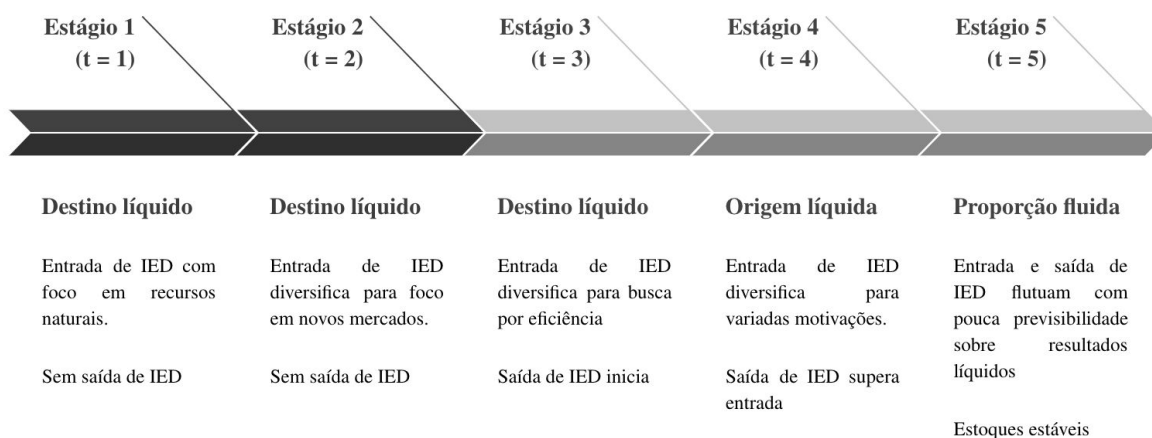 Estágio 1
(t = 1)
Estágio 2
(t = 2)
Estágio 3
(t = 3)
Estágio 4
(t = 4)
Estágio 5
(t = 5)
Destino líquido
Entrada de IED com
foco em recursos
naturais.
Sem saída de IED
Destino líquido
Entrada de IED
diversifica para foco
em novos mercados.
Sem saída de IED
Destino líquido
Entrada de IED
diversifica para busca
por eficiência
Saída de IED inicia
Origem líquida
Entrada de IED
diversifica para
variadas motivações.
Saída de IED supera
entrada
Proporção fluida
Entrada e saída de
IED flutuam com
pouca previsibilidade
sobre resultados
líquidos
Estoques estáveis